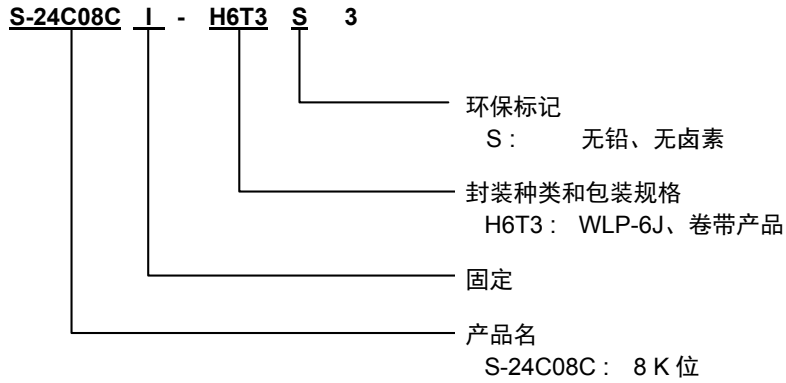 S-24C08C I - H6T3 S 3
环保标记
S : 无铅、无卤素
封装种类和包装规格
H6T3 : WLP-6J、卷带产品
固定
产品名
S-24C08C : 8 K 位